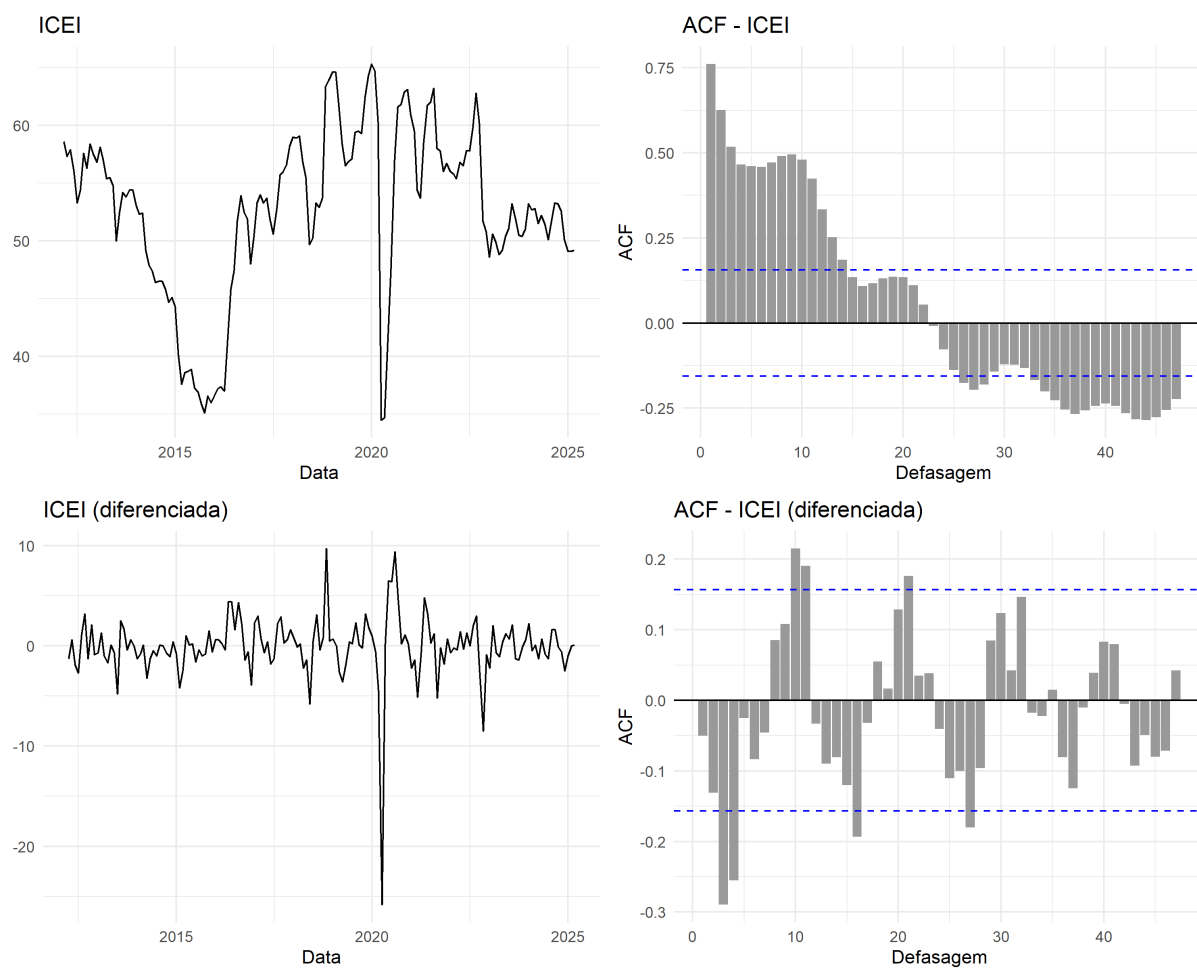 ICEI
60
50
40
2015 2020 2025
Data
ACF - ICEI
ACF
0.75
0.50
0.25
0.00
-0.25
0 10 20 30 40
Defasagem
ICEI (diferenciada)
10
0
-10
-20
2015 2020 2025
Data
ACF - ICEI (diferenciada)
ACF
0.2
0.1
0.0
-0.1
-0.2
-0.3
0 10 20 30 40
Defasagem